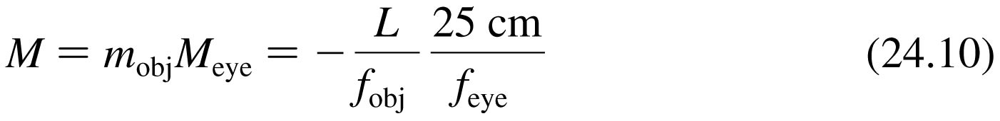 M = m_obj M_eye = − L/f_obj 25 cm/f_eye (24.10)